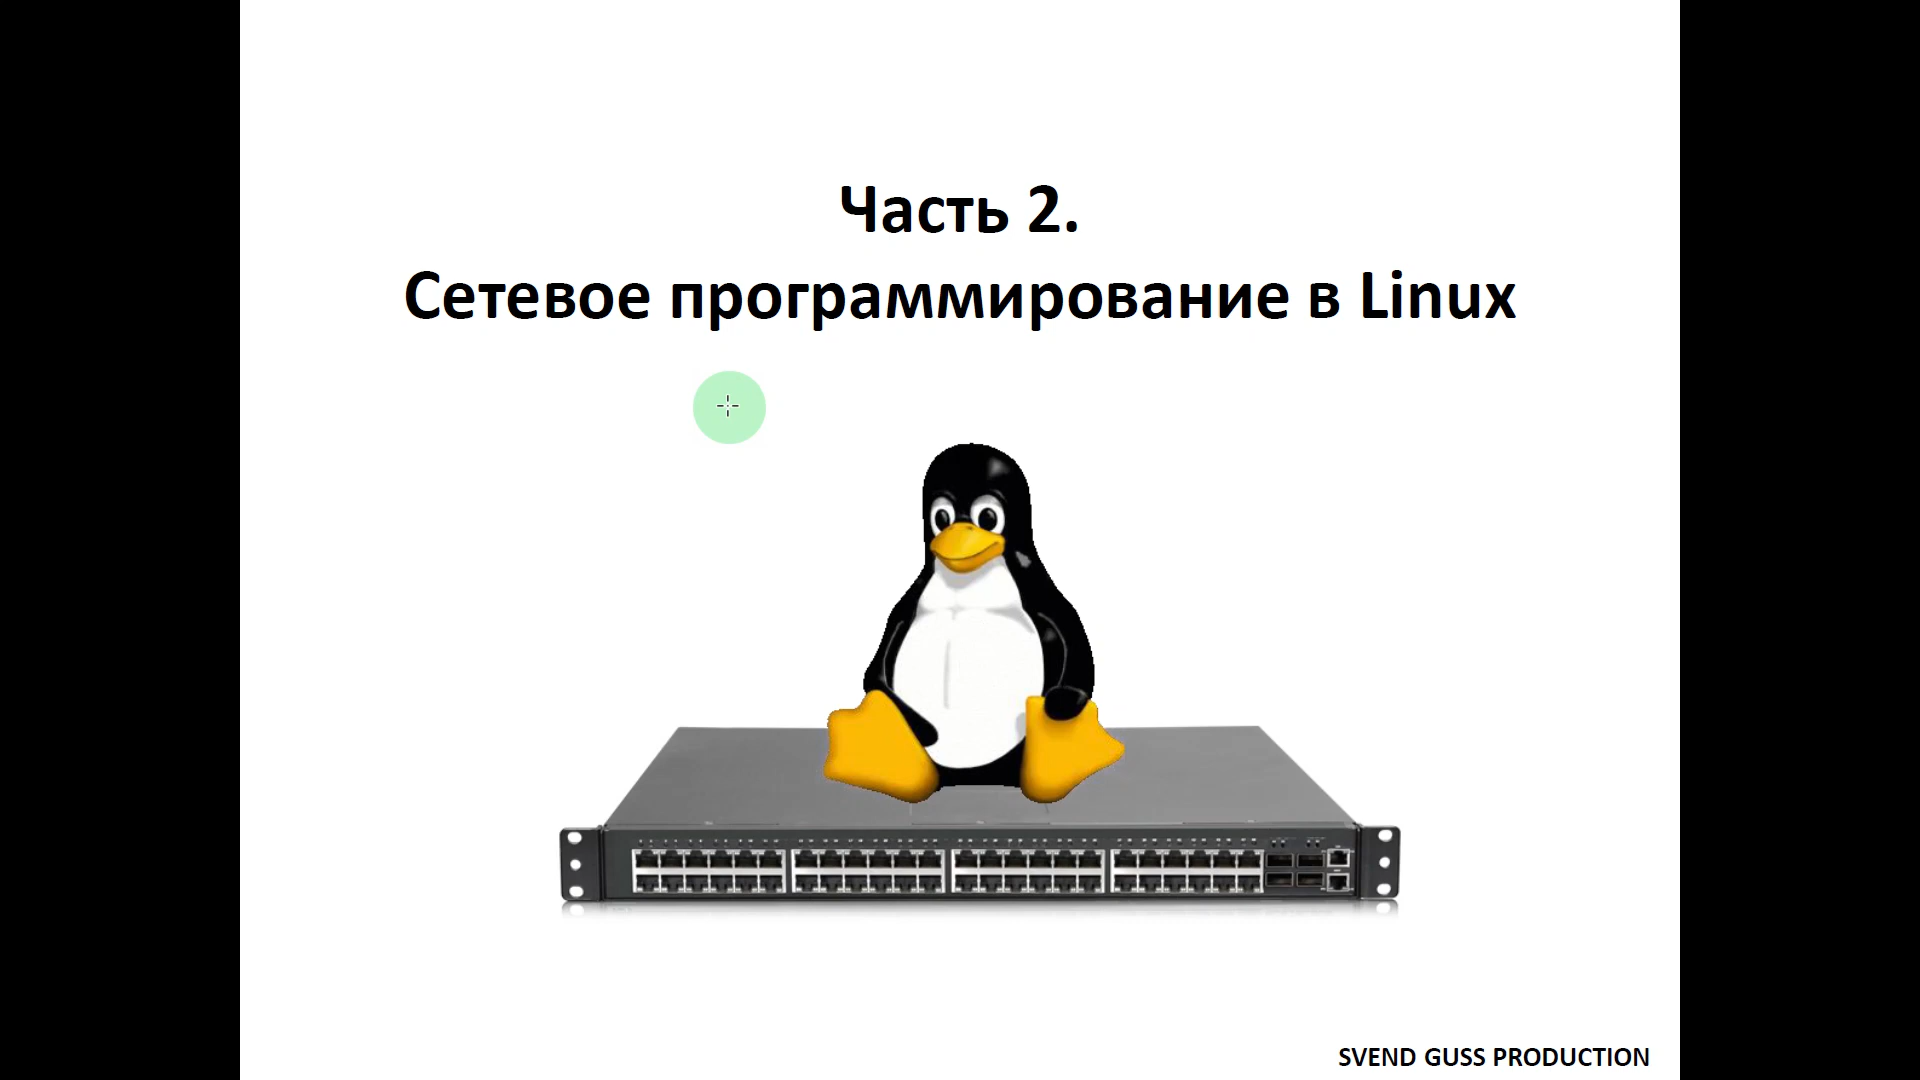 Часть 2.
Сетевое программирование в Linux
SVEND GUSS PRODUCTION